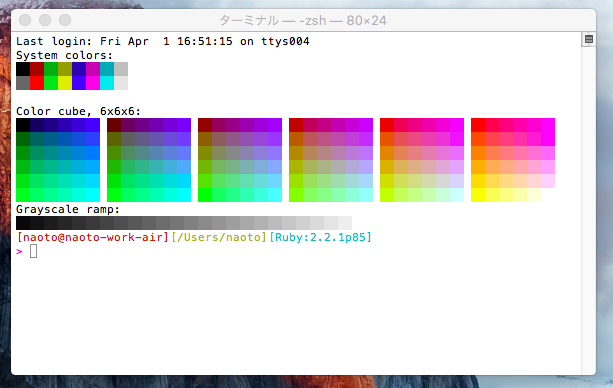 ターミナル — -zsh — 80×24
Last login: Fri Apr  1 16:51:15 on ttys004
System colors:
Color cube, 6x6x6:
Grayscale ramp:
[naoto@naoto-work-air][/Users/naoto][Ruby:2.2.1p85]
>